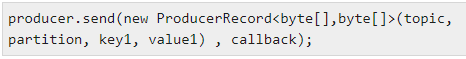 producer.send(new ProducerRecord<byte[],byte[]>(topic,
partition, key1, value1) , callback);